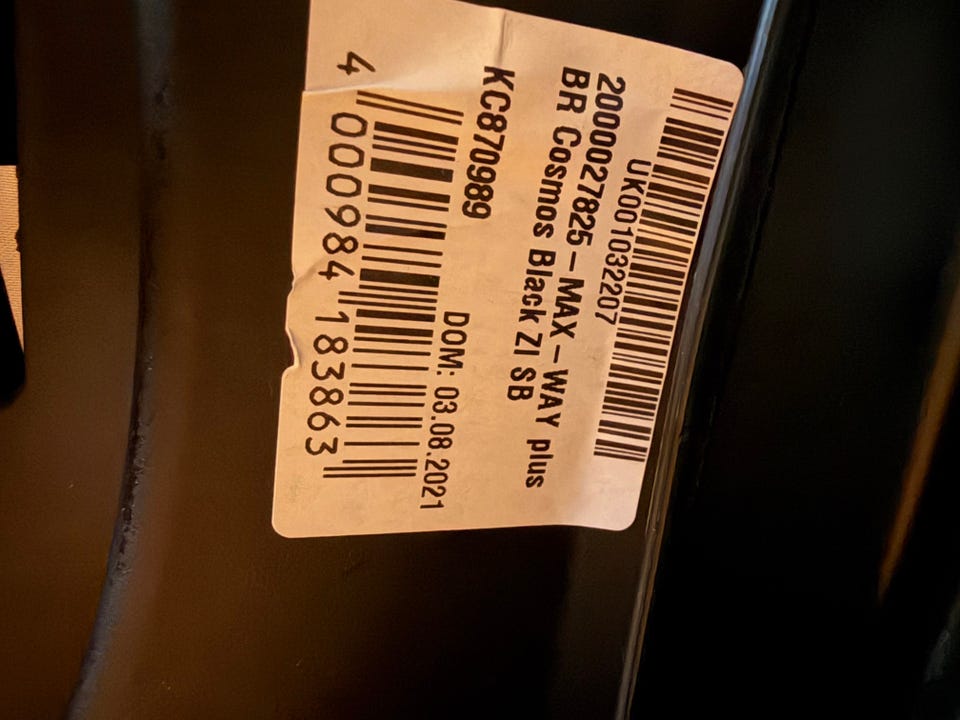 UK001032207
2000027825-MAX-WAY plus
BR Cosmos Black ZI SB
KC870989
DOM: 03.08.2021
4 000984 183863